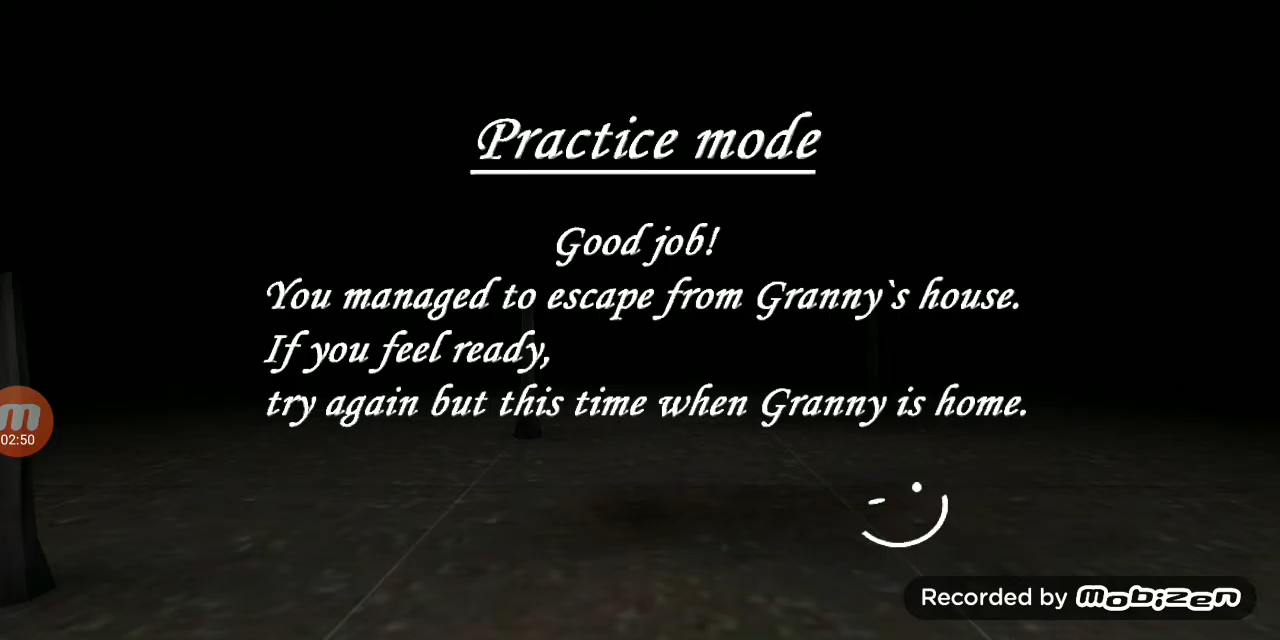 Practice mode
Good job!
You managed to escape from Granny`s house.
If you feel ready,
try again but this time when Granny is home.
02:50
Recorded by mobizen